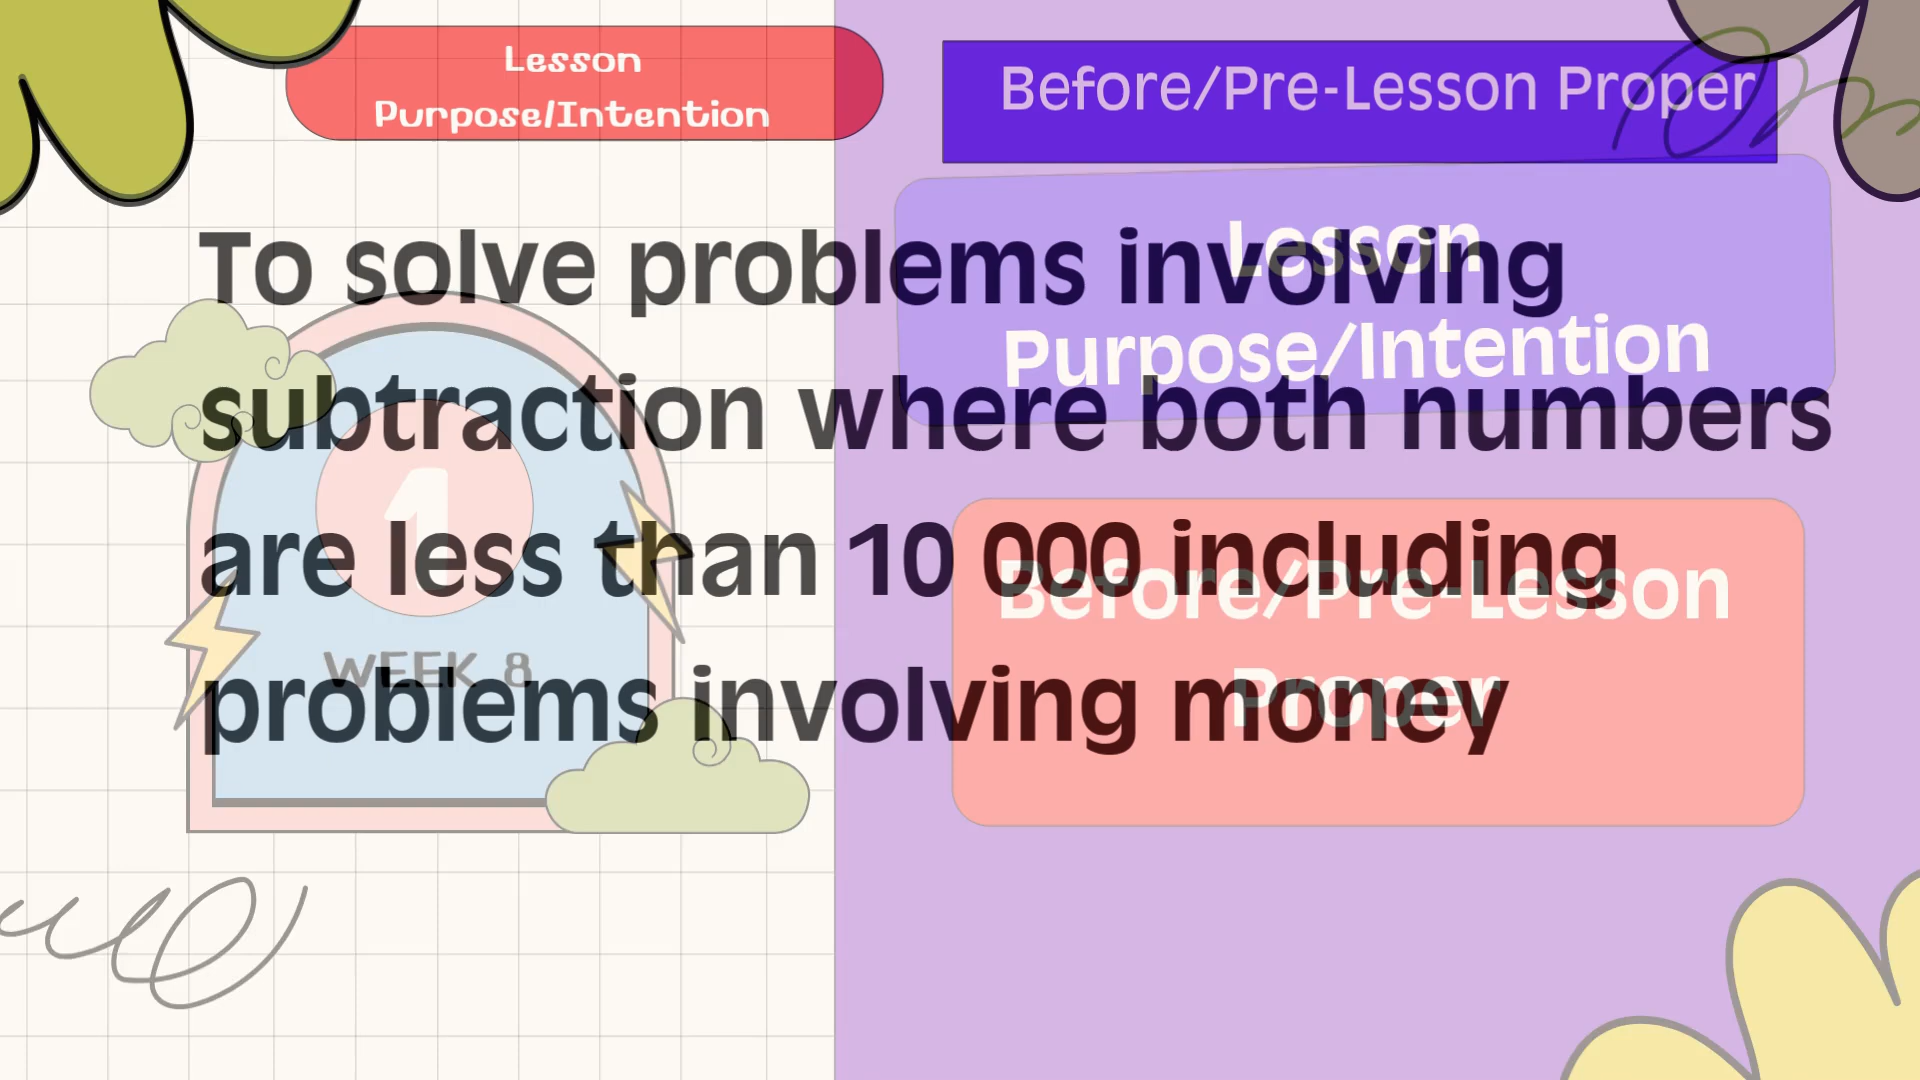 Lesson
Purpose/Intention
Before/Pre-Lesson Proper
To solve problems involving
subtraction where both numbers
are less than 10 000 including
problems involving money
Lesson
Purpose/Intention
Before/Pre-Lesson
Proper
1
WEEK 8